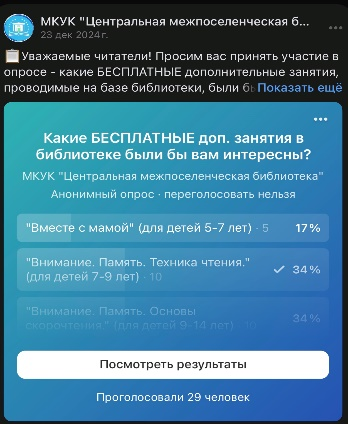 МКУК "Центральная межпоселенческая б...
23 дек 2024 г.
📋Уважаемые читатели! Просим вас принять участие в
опросе - какие БЕСПЛАТНЫЕ дополнительные занятия,
проводимые на базе библиотеки, были б Показать ещё
Какие БЕСПЛАТНЫЕ доп. занятия в
библиотеке были бы вам интересны?
МКУК "Центральная межпоселенческая библиотека"
Анонимный опрос · переголосовать нельзя
"Вместе с мамой" (для детей 5-7 лет) · 5 17%
"Внимание. Память. Техника чтения."
(для детей 7-9 лет) · 10 34%
"Внимание. Память. Основы
скорочтения." (для детей 9-14 лет) · 10 34%
Посмотреть результаты
Проголосовали 29 человек